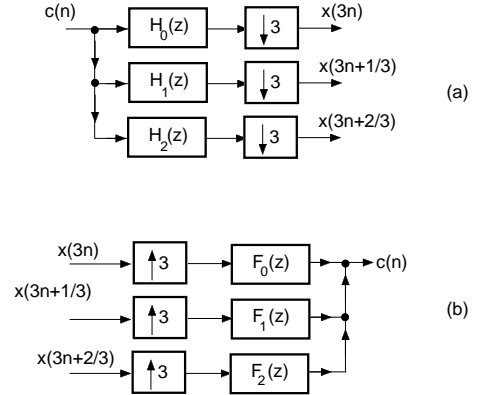 c(n) H₀(z) ↓3 x(3n)
H₁(z) ↓3 x(3n+1/3) (a)
H₂(z) ↓3 x(3n+2/3)
x(3n) ↑3 F₀(z) c(n)
x(3n+1/3) ↑3 F₁(z) (b)
x(3n+2/3) ↑3 F₂(z)